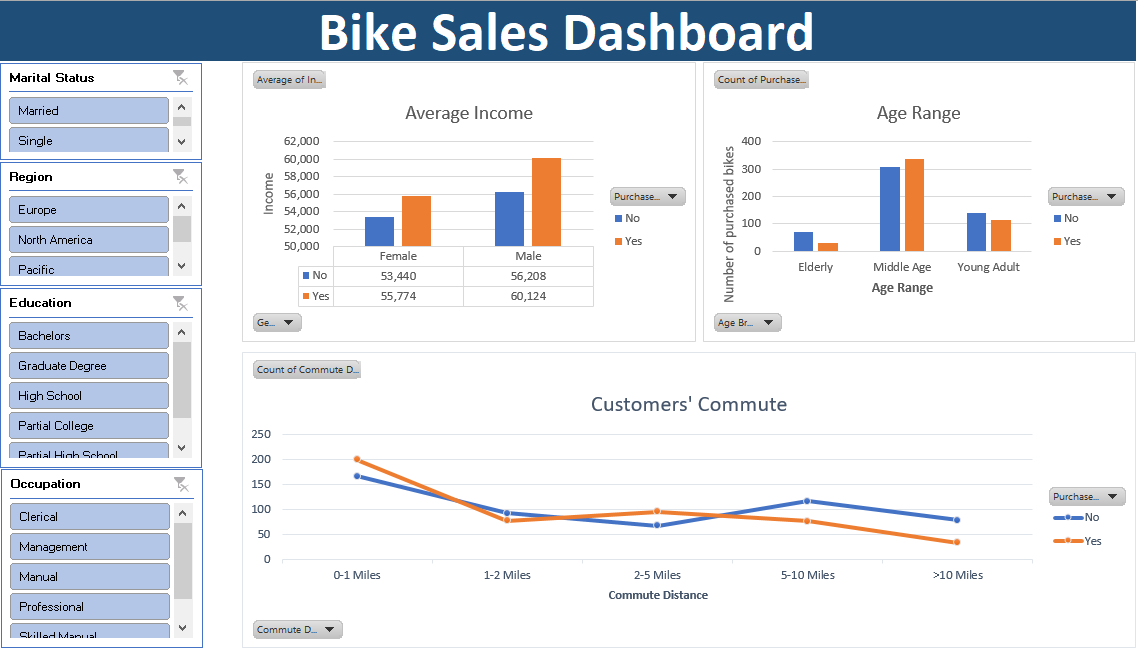 Bike Sales Dashboard
Marital Status
Married
Single
Region
Europe
North America
Pacific
Education
Bachelors
Graduate Degree
High School
Partial College
Partial High School
Occupation
Clerical
Management
Manual
Professional
Skilled Manual
Average of In...
Average Income
Income
62,000
60,000
58,000
56,000
54,000
52,000
50,000
Female Male
No 53,440 56,208
Yes 55,774 60,124
Purchase...
No
Yes
Ge...
Count of Purchase...
Age Range
Number of purchased bikes
400
300
200
100
0
Elderly Middle Age Young Adult
Age Range
Purchase...
No
Yes
Age Br...
Count of Commute D...
Customers' Commute
250
200
150
100
50
0
0-1 Miles 1-2 Miles 2-5 Miles 5-10 Miles >10 Miles
Commute Distance
Purchase...
No
Yes
Commute D...